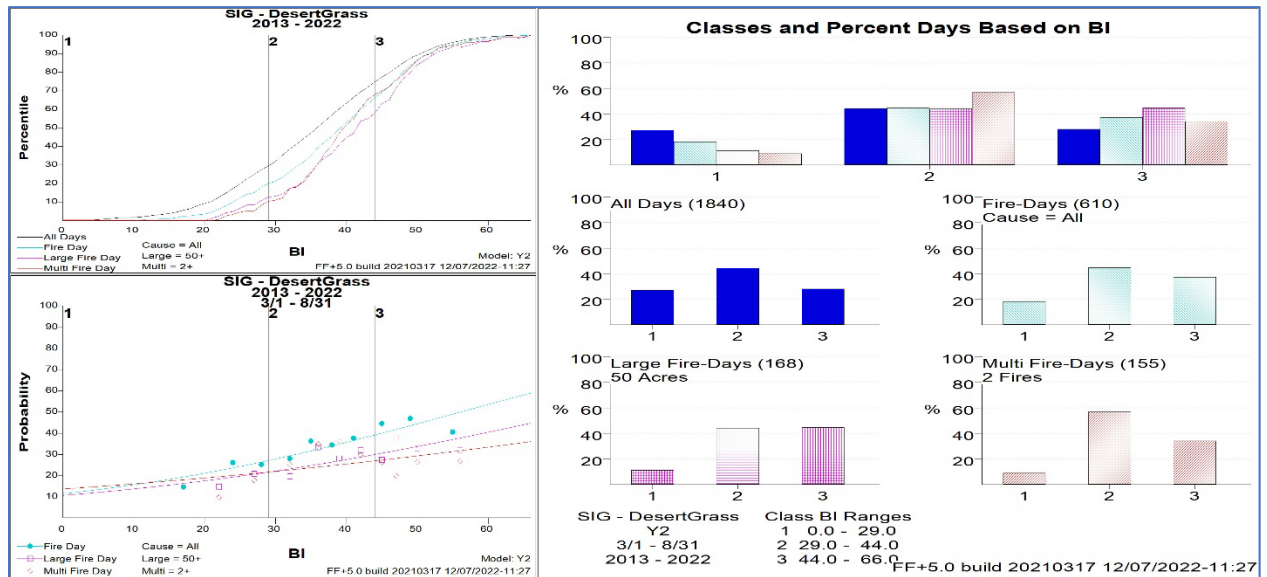 SIG - DesertGrass
2013 - 2022
100
90
80
70
60
50
40
30
20
10
Percentile
1
2
3
0
10
20
30
40
50
60
BI
All Days
Fire Day
Large Fire Day
Multi Fire Day
Cause = All
Large = 50+
Multi = 2+
Model: Y2
FF+5.0 build 20210317 12/07/2022-11:27
SIG - DesertGrass
2013 - 2022
3/1 - 8/31
100
90
80
70
60
50
40
30
20
10
Probability
1
2
3
0
10
20
30
40
50
60
BI
Fire Day
Large Fire Day
Multi Fire Day
Cause = All
Large = 50+
Multi = 2+
Model: Y2
FF+5.0 build 20210317 12/07/2022-11:27
Classes and Percent Days Based on BI
100
80
60
40
20
%
1
2
3
All Days (1840)
100
80
60
40
20
%
1
2
3
Fire-Days (610)
Cause = All
100
80
60
40
20
%
1
2
3
Large Fire-Days (168)
50 Acres
100
80
60
40
20
%
1
2
3
Multi Fire-Days (155)
2 Fires
100
80
60
40
20
%
1
2
3
SIG - DesertGrass
Y2
3/1 - 8/31
2013 - 2022
Class BI Ranges
1 0.0 - 29.0
2 29.0 - 44.0
3 44.0 - 66.0
FF+5.0 build 20210317 12/07/2022-11:27